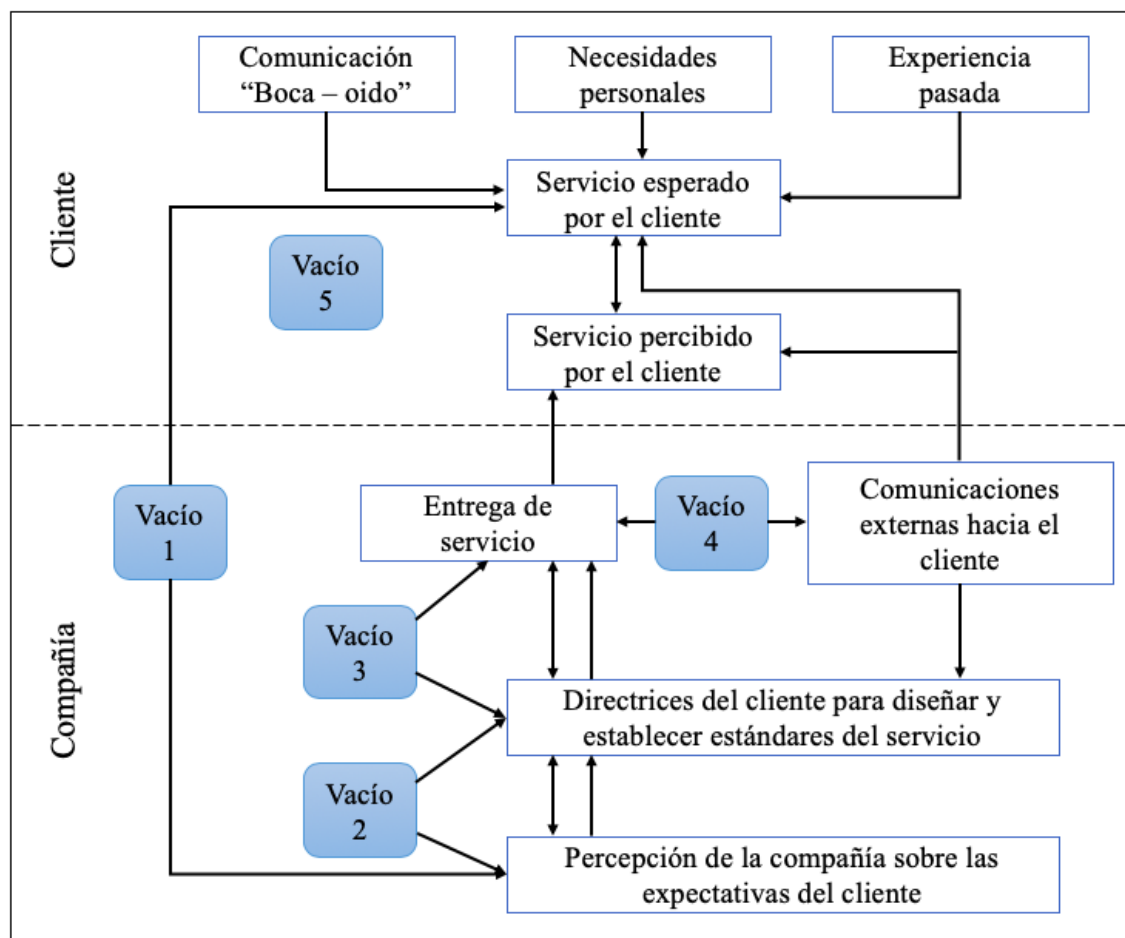 Comunicación
“Boca – oido”
Necesidades
personales
Experiencia
pasada
Cliente
Servicio esperado
por el cliente
Vacío
5
Servicio percibido
por el cliente
Compañía
Vacío
1
Entrega de
servicio
Vacío
4
Comunicaciones
externas hacia el
cliente
Vacío
3
Directrices del cliente para diseñar y
establecer estándares del servicio
Vacío
2
Percepción de la compañía sobre las
expectativas del cliente